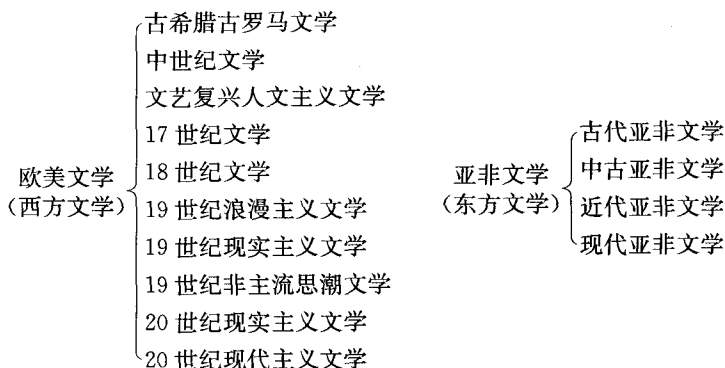 欧美文学
（西方文学）
古希腊古罗马文学
中世纪文学
文艺复兴人文主义文学
17世纪文学
18世纪文学
19世纪浪漫主义文学
19世纪现实主义文学
19世纪非主流思潮文学
20世纪现实主义文学
20世纪现代主义文学
亚非文学
（东方文学）
古代亚非文学
中古亚非文学
近代亚非文学
现代亚非文学